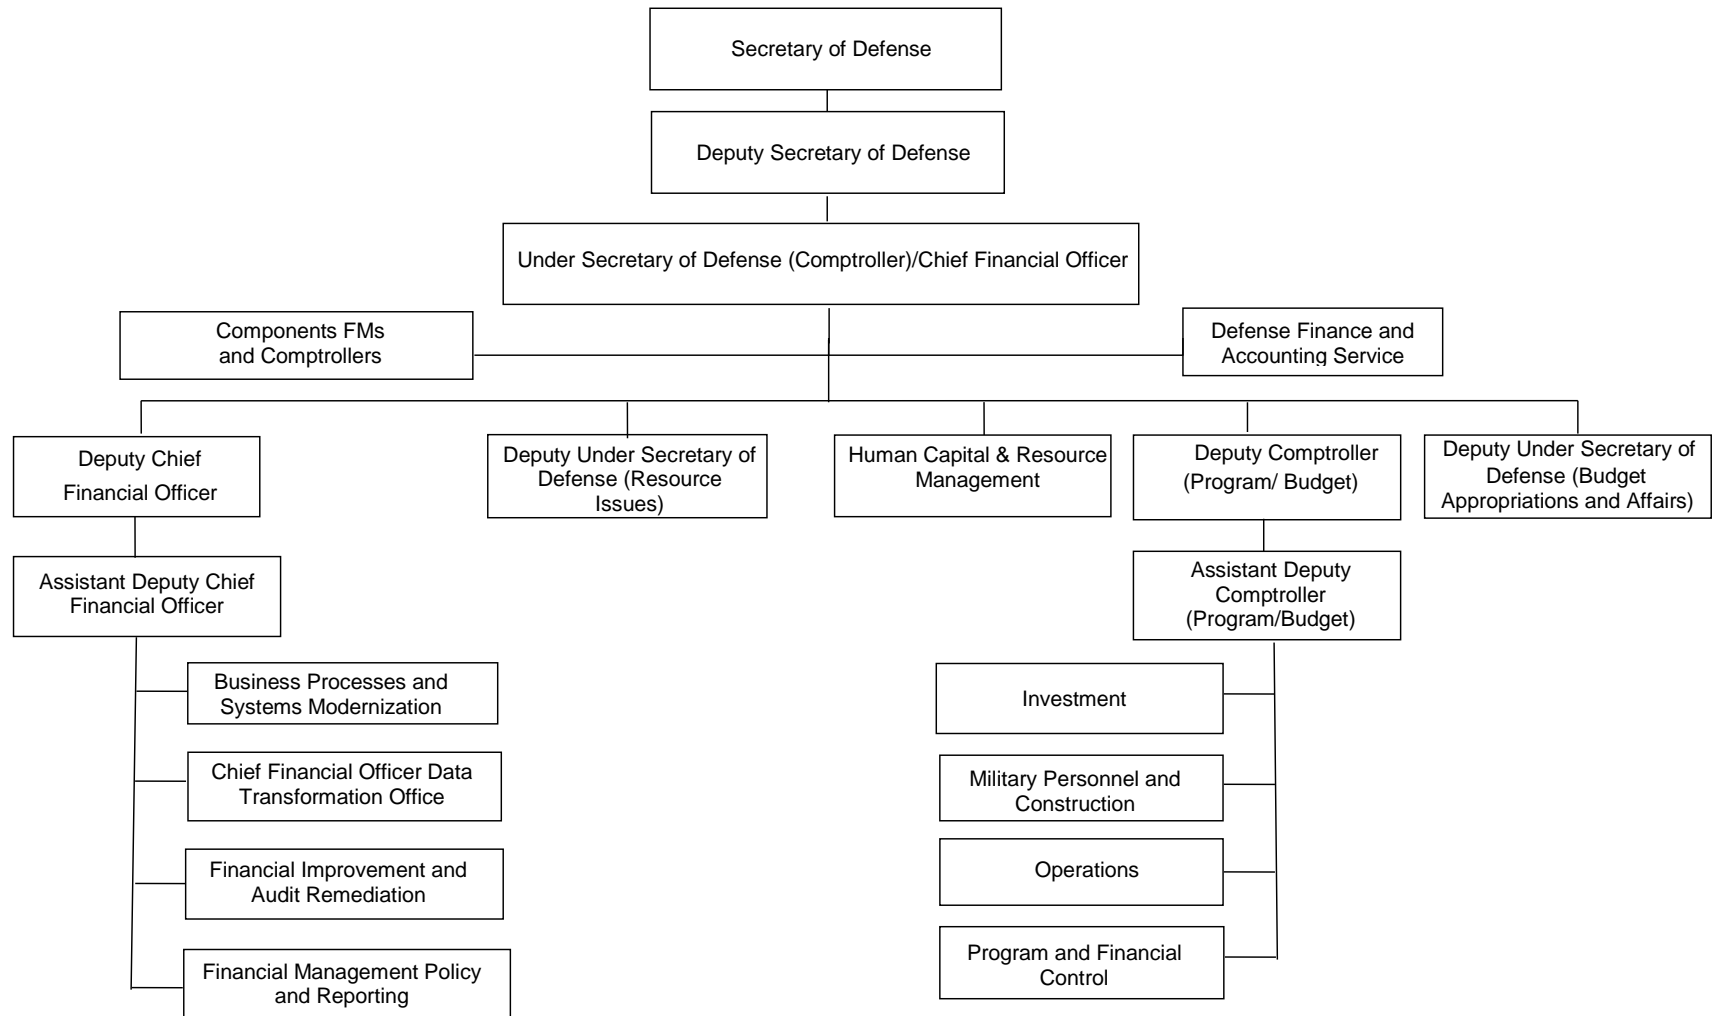 Secretary of Defense
Deputy Secretary of Defense
Under Secretary of Defense (Comptroller)/Chief Financial Officer
Components FMs
and Comptrollers
Defense Finance and
Accounting Service
Deputy Chief
Financial Officer
Deputy Under Secretary of
Defense (Resource
Issues)
Human Capital & Resource
Management
Deputy Comptroller
(Program/ Budget)
Deputy Under Secretary of
Defense (Budget
Appropriations and Affairs)
Assistant Deputy Chief
Financial Officer
Assistant Deputy
Comptroller
(Program/Budget)
Business Processes and
Systems Modernization
Chief Financial Officer Data
Transformation Office
Financial Improvement and
Audit Remediation
Financial Management Policy
and Reporting
Investment
Military Personnel and
Construction
Operations
Program and Financial
Control